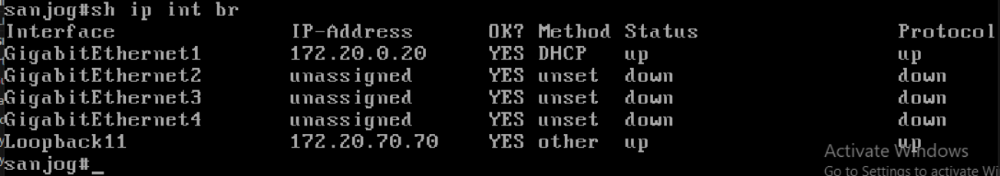 sanjog#sh ip int br
Interface IP-Address OK? Method Status Protocol
GigabitEthernet1 172.20.0.20 YES DHCP up up
GigabitEthernet2 unassigned YES unset down down
GigabitEthernet3 unassigned YES unset down down
GigabitEthernet4 unassigned YES unset down down
Loopback11 172.20.70.70 YES other up up
sanjog#_
Activate Windows
Go to Settings to activate Wi